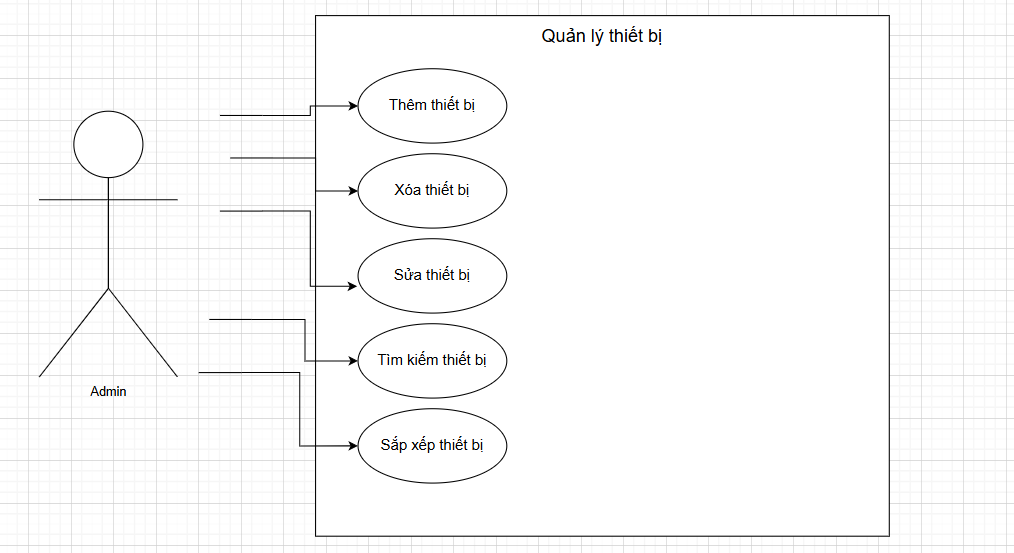 Quản lý thiết bị
Thêm thiết bị
Xóa thiết bị
Sửa thiết bị
Tìm kiếm thiết bị
Sắp xếp thiết bị
Admin